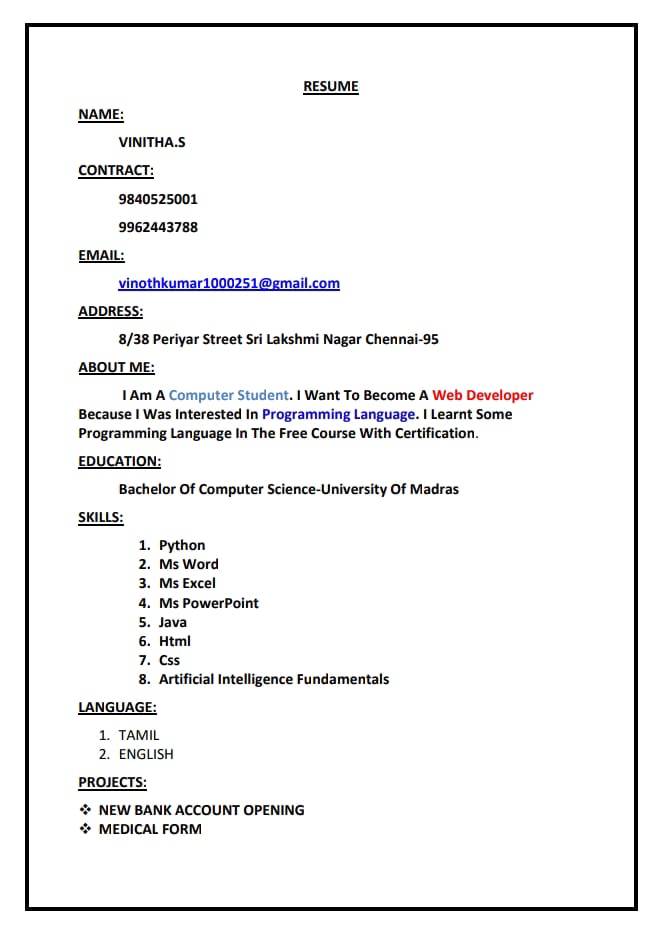 RESUME
NAME:
VINITHA.S
CONTRACT:
9840525001
9962443788
EMAIL:
vinothkumar1000251@gmail.com
ADDRESS:
8/38 Periyar Street Sri Lakshmi Nagar Chennai-95
ABOUT ME:
I Am A Computer Student. I Want To Become A Web Developer
Because I Was Interested In Programming Language. I Learnt Some
Programming Language In The Free Course With Certification.
EDUCATION:
Bachelor Of Computer Science-University Of Madras
SKILLS:
1. Python
2. Ms Word
3. Ms Excel
4. Ms PowerPoint
5. Java
6. Html
7. Css
8. Artificial Intelligence Fundamentals
LANGUAGE:
1. TAMIL
2. ENGLISH
PROJECTS:
❖ NEW BANK ACCOUNT OPENING
❖ MEDICAL FORM